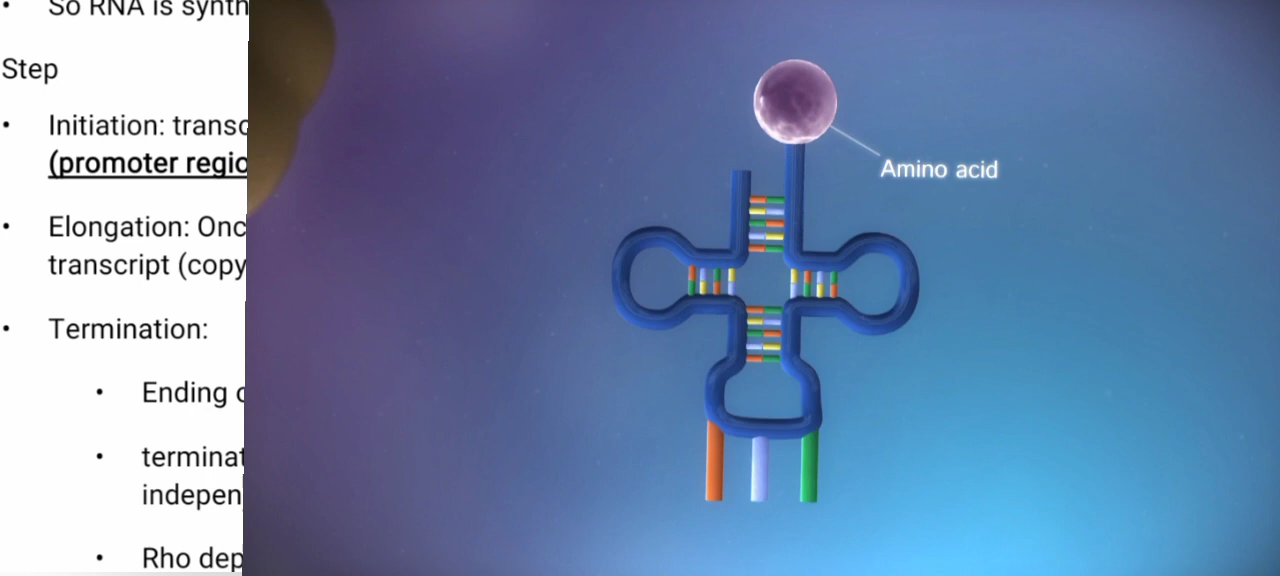 • So RNA is synth
Step
• Initiation: transc
(promoter regio
• Elongation: Onc
transcript (copy
• Termination:
• Ending
• terminat
indepen
• Rho dep
Amino acid